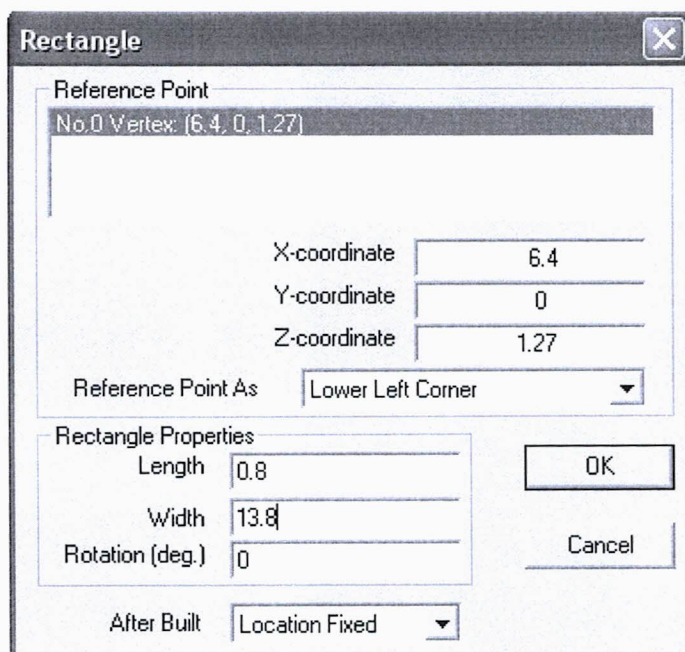 Rectangle
Reference Point
No.0 Vertex: (6.4, 0, 1.27)
X-coordinate 6.4
Y-coordinate 0
Z-coordinate 1.27
Reference Point As Lower Left Corner
Rectangle Properties
Length 0.8
OK
Width 13.8
Cancel
Rotation (deg.) 0
After Built Location Fixed